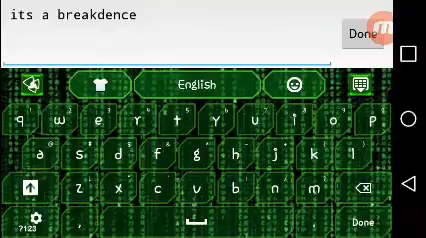 its a breakdence
Done
English
q w e r t y u i o p
a s d f g h j k l
z x c v b n m
?123 , . Done